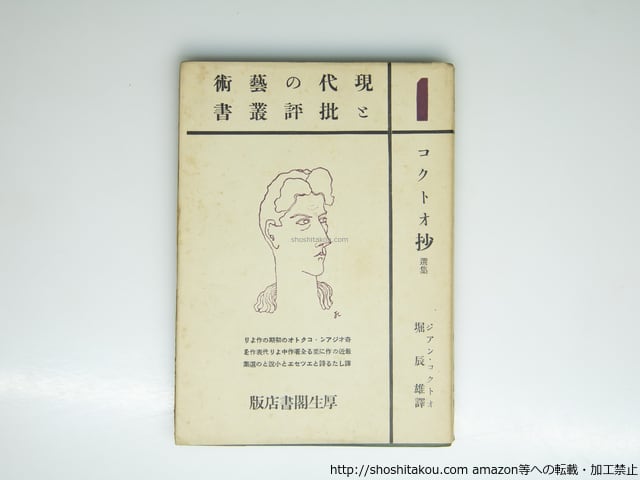 現代の藝術
と批評叢書
1
コクトオ抄
選集
ジアン・コクトオ
堀辰雄譯
shoshitakou.com
奇才ジアン・コクトオの初期の作より
最近の作に至る全著作中より代表作を
譯したる詩とエツセエと小説との選集
厚生閣書店版
http://shoshitakou.com amazon等への転載・加工禁止